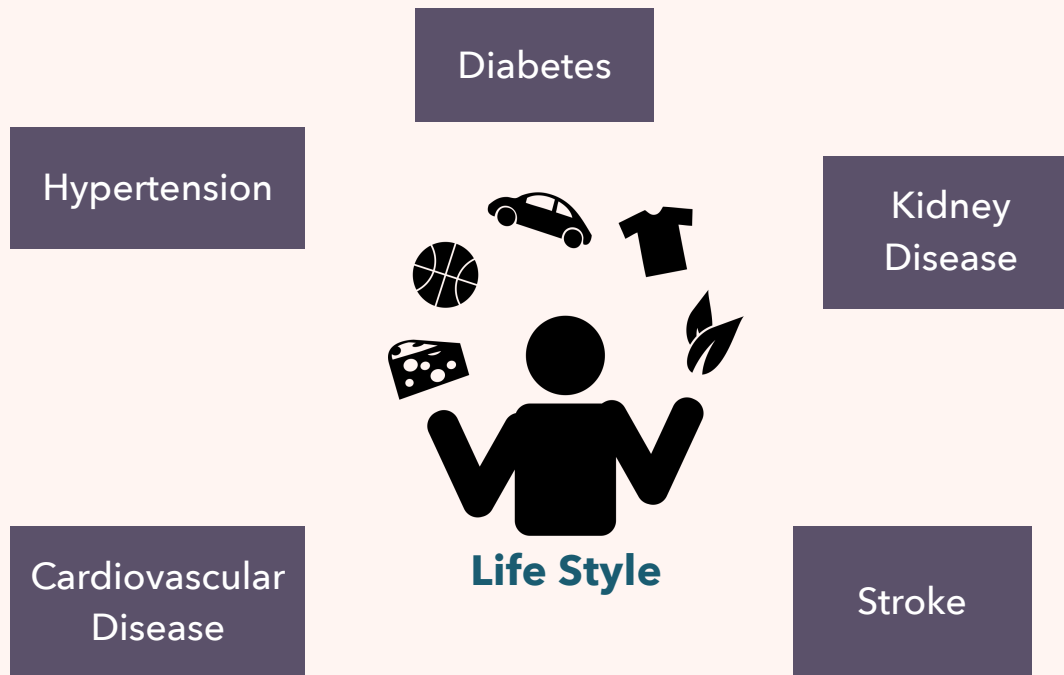 Diabetes
Hypertension
Kidney
Disease
Life Style
Cardiovascular
Disease
Stroke